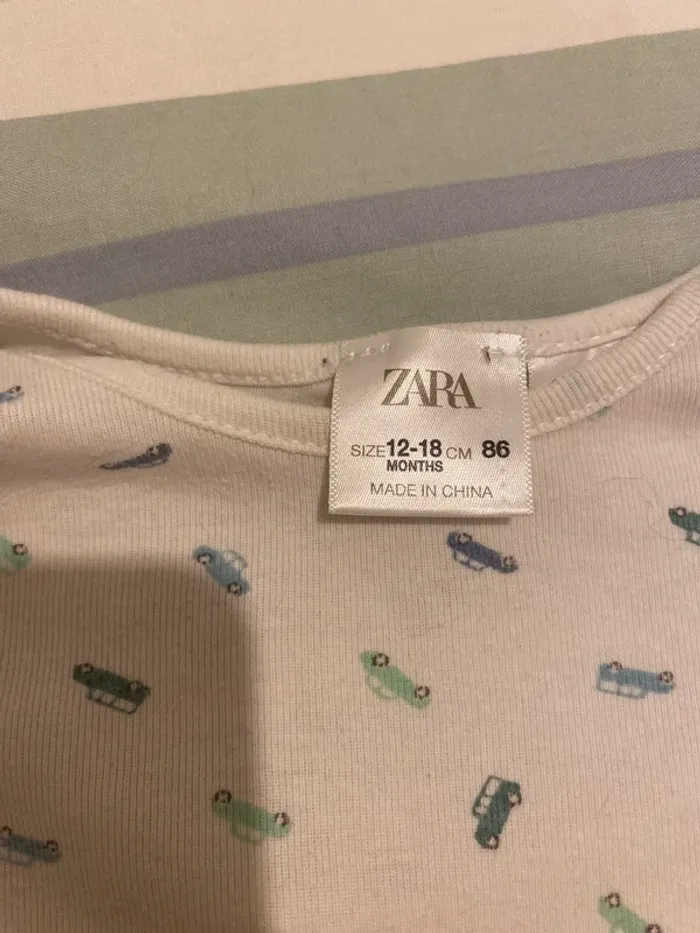 ZARA
SIZE 12-18 CM 86
MONTHS
MADE IN CHINA